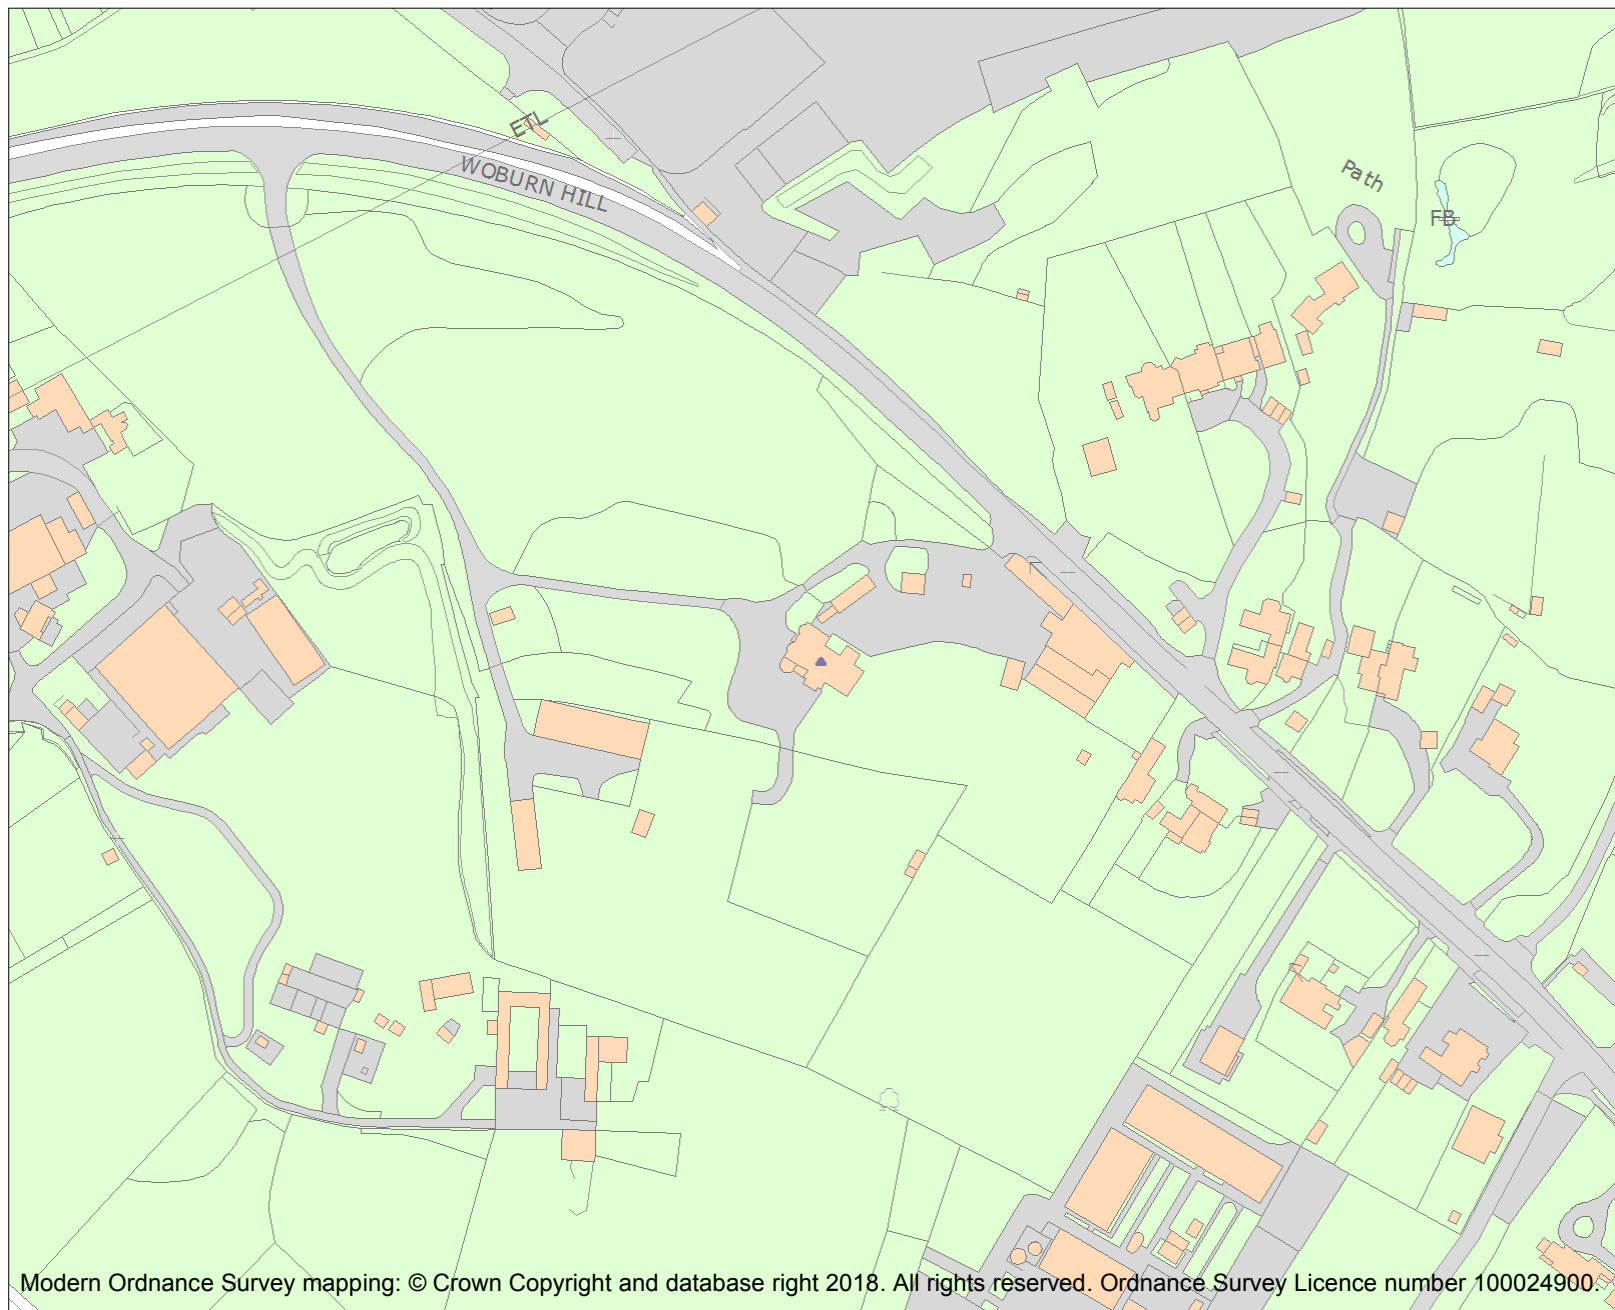 ETL
WOBURN HILL
Path
FB
Modern Ordnance Survey mapping: © Crown Copyright and database right 2018. All rights reserved. Ordnance Survey Licence number 100024900.